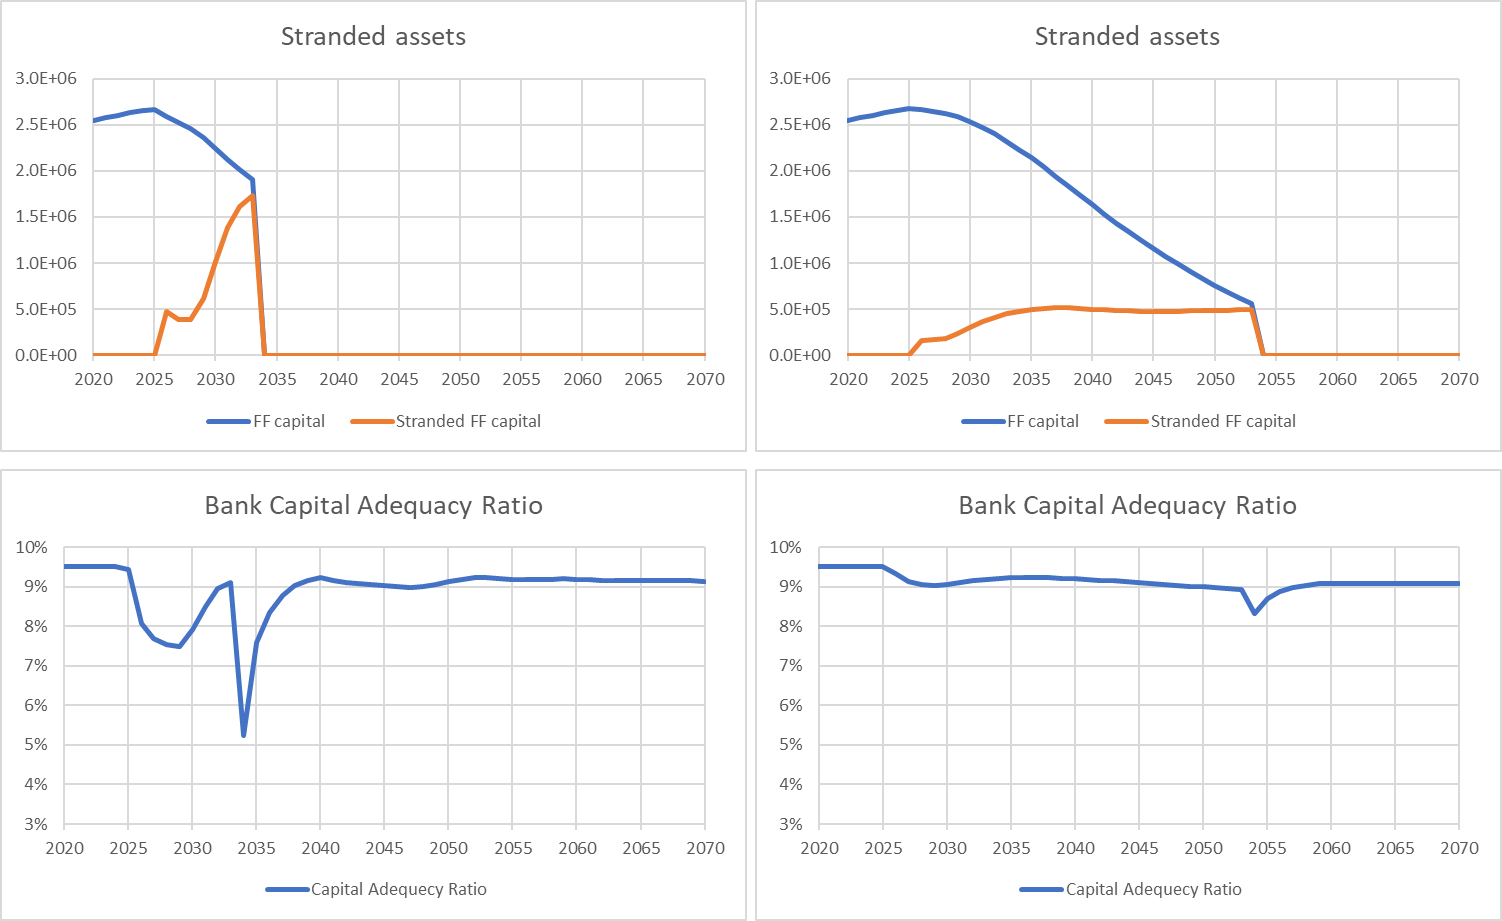 Stranded assets
3.0E+06
2.5E+06
2.0E+06
1.5E+06
1.0E+06
5.0E+05
0.0E+00
2020 2025 2030 2035 2040 2045 2050 2055 2060 2065 2070
FF capital Stranded FF capital
Stranded assets
3.0E+06
2.5E+06
2.0E+06
1.5E+06
1.0E+06
5.0E+05
0.0E+00
2020 2025 2030 2035 2040 2045 2050 2055 2060 2065 2070
FF capital Stranded FF capital
Bank Capital Adequacy Ratio
10%
9%
8%
7%
6%
5%
4%
3%
2020 2025 2030 2035 2040 2045 2050 2055 2060 2065 2070
Capital Adequecy Ratio
Bank Capital Adequacy Ratio
10%
9%
8%
7%
6%
5%
4%
3%
2020 2025 2030 2035 2040 2045 2050 2055 2060 2065 2070
Capital Adequecy Ratio